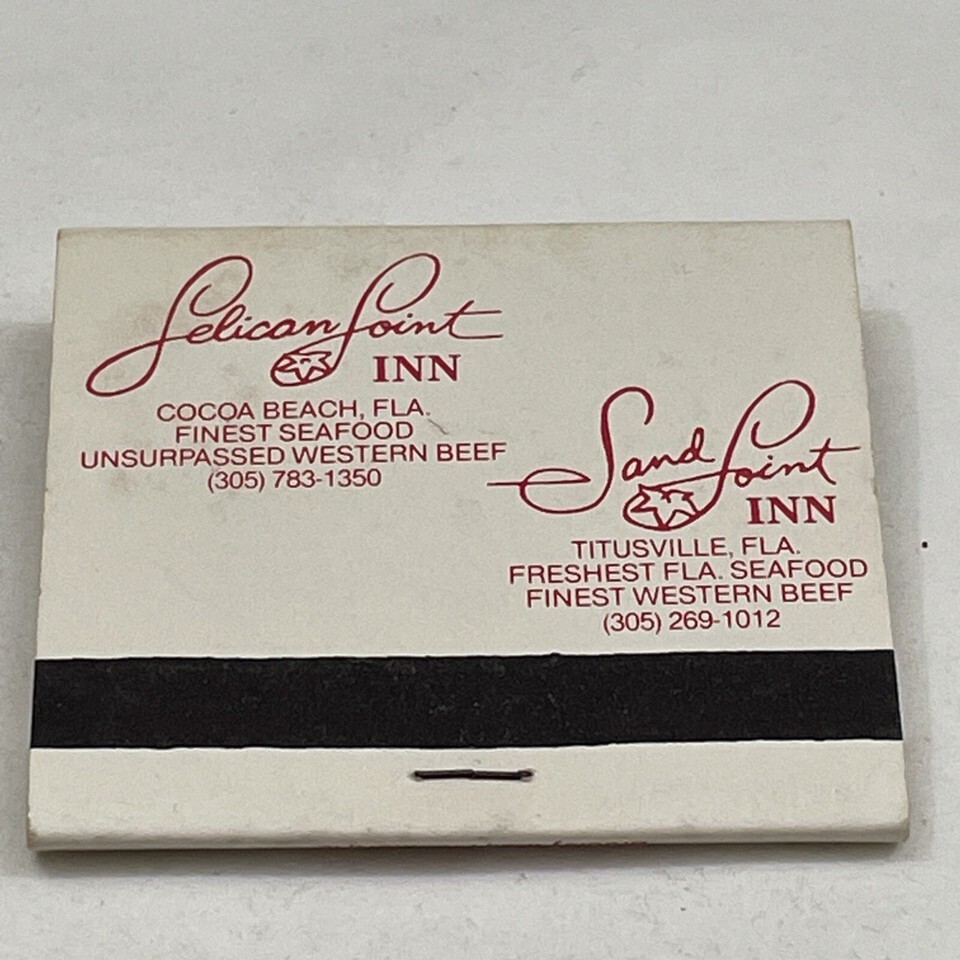 Pelican Point
INN
COCOA BEACH, FLA.
FINEST SEAFOOD
UNSURPASSED WESTERN BEEF
(305) 783-1350
Sand Point
INN
TITUSVILLE, FLA.
FRESHEST FLA. SEAFOOD
FINEST WESTERN BEEF
(305) 269-1012